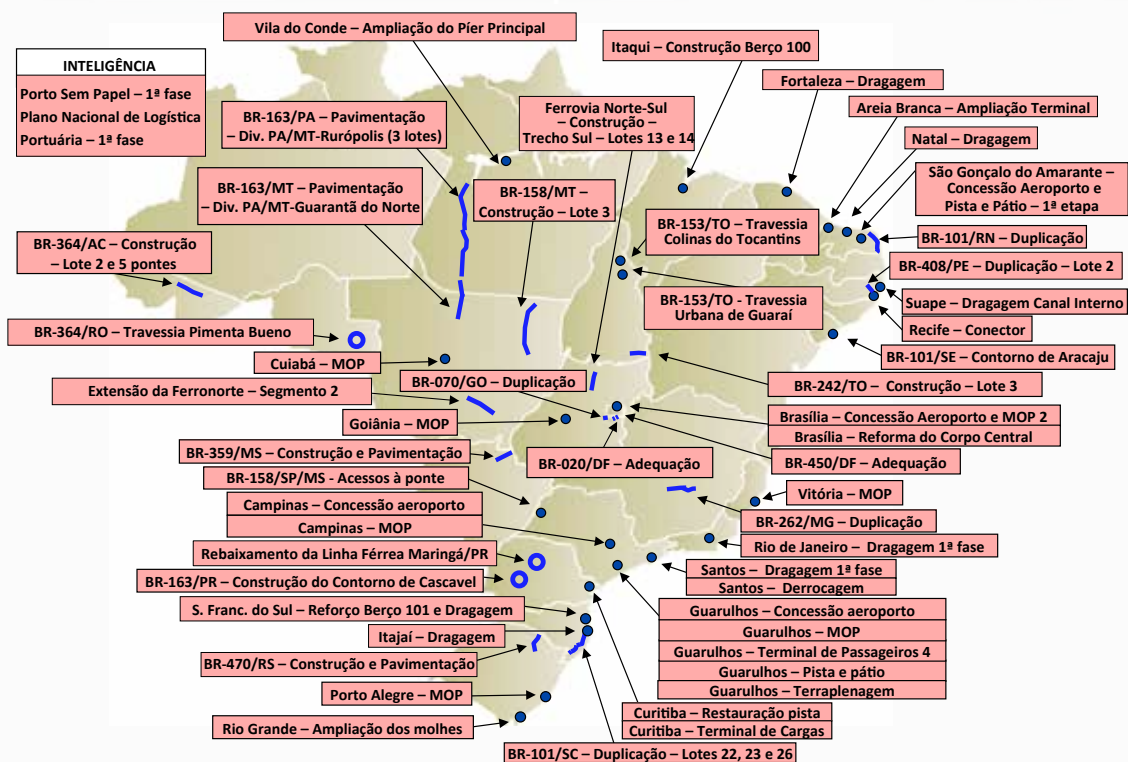 Vila do Conde – Ampliação do Píer Principal
Itaqui – Construção Berço 100
INTELIGÊNCIA
Porto Sem Papel – 1ª fase
Plano Nacional de Logística
Portuária – 1ª fase
Fortaleza – Dragagem
Ferrovia Norte-Sul
– Construção –
Trecho Sul – Lotes 13 e 14
BR-163/PA – Pavimentação
– Div. PA/MT-Rurópolis (3 lotes)
Areia Branca – Ampliação Terminal
Natal – Dragagem
São Gonçalo do Amarante –
Concessão Aeroporto e
Pista e Pátio – 1ª etapa
BR-163/MT – Pavimentação
– Div. PA/MT-Guarantã do Norte
BR-158/MT –
Construção – Lote 3
BR-153/TO – Travessia
Colinas do Tocantins
BR-101/RN – Duplicação
BR-364/AC – Construção
– Lote 2 e 5 pontes
BR-408/PE – Duplicação – Lote 2
BR-153/TO - Travessia
Urbana de Guaraí
Suape – Dragagem Canal Interno
Recife – Conector
BR-364/RO – Travessia Pimenta Bueno
BR-101/SE – Contorno de Aracaju
Cuiabá – MOP
BR-070/GO – Duplicação
BR-242/TO – Construção – Lote 3
Extensão da Ferronorte – Segmento 2
Goiânia – MOP
Brasília – Concessão Aeroporto e MOP 2
Brasília – Reforma do Corpo Central
BR-359/MS – Construção e Pavimentação
BR-020/DF – Adequação
BR-450/DF – Adequação
BR-158/SP/MS - Acessos à ponte
Vitória – MOP
Campinas – Concessão aeroporto
Campinas – MOP
BR-262/MG – Duplicação
Rio de Janeiro – Dragagem 1ª fase
Rebaixamento da Linha Férrea Maringá/PR
Santos – Dragagem 1ª fase
Santos – Derrocagem
BR-163/PR – Construção do Contorno de Cascavel
S. Franc. do Sul – Reforço Berço 101 e Dragagem
Guarulhos – Concessão aeroporto
Guarulhos – MOP
Guarulhos – Terminal de Passageiros 4
Guarulhos – Pista e pátio
Guarulhos – Terraplenagem
Itajaí – Dragagem
BR-470/RS – Construção e Pavimentação
Porto Alegre – MOP
Curitiba – Restauração pista
Curitiba – Terminal de Cargas
Rio Grande – Ampliação dos molhes
BR-101/SC – Duplicação – Lotes 22, 23 e 26